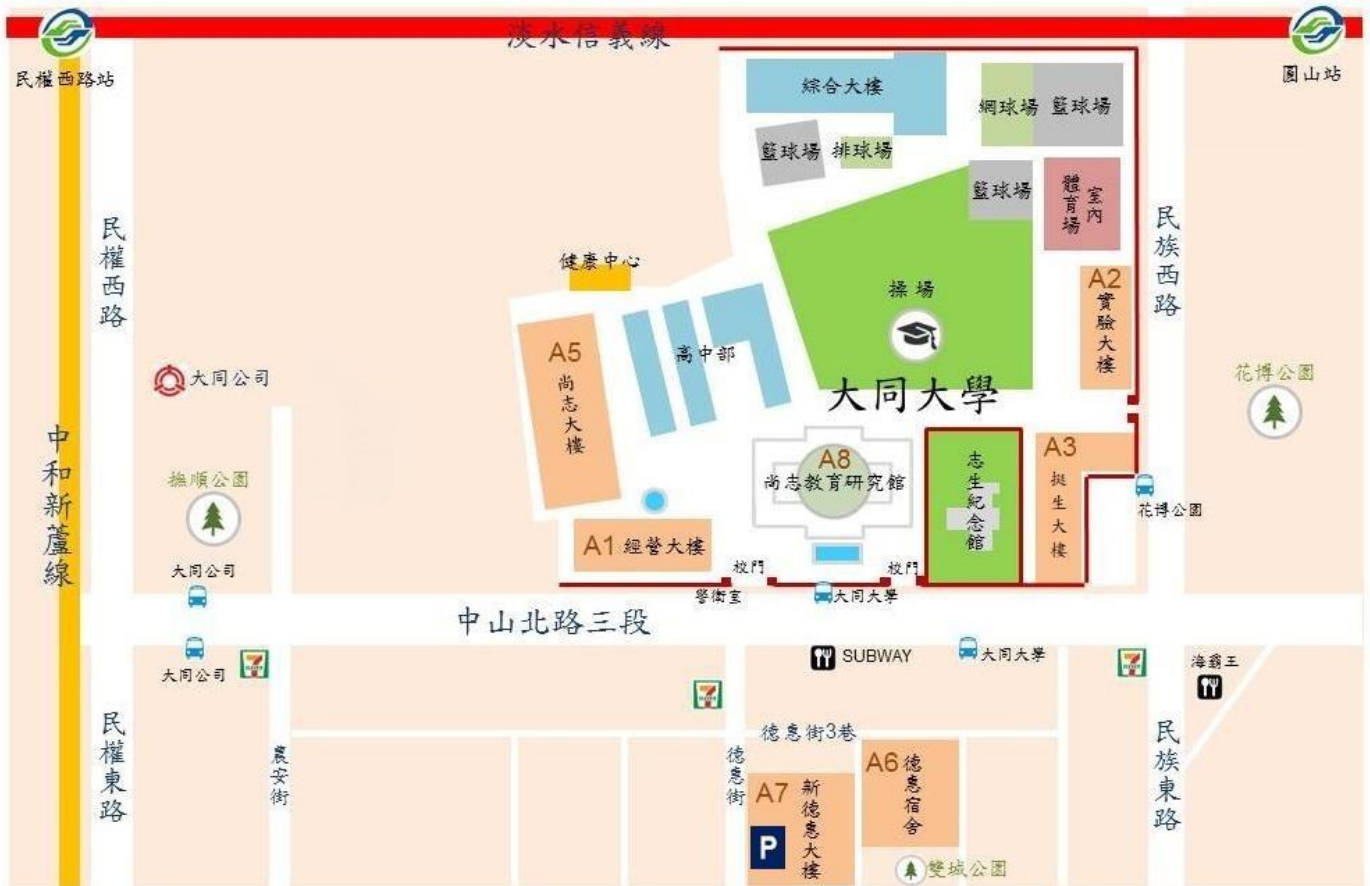 淡水信義線
民權西路站
圓山站
綜合大樓
網球場
籃球場
籃球場
排球場
籃球場
室內
體育場
民權西路
民族西路
健康中心
操場
A2
實驗大樓
A5
尚志大樓
高中部
大同公司
花博公園
大同大學
中和新蘆線
撫順公園
A8
尚志教育研究館
志生紀念館
A3
挺生大樓
花博公園
A1 經營大樓
大同公司
校門
校門
警衛室
大同大學
中山北路三段
大同公司
SUBWAY
大同大學
海霸王
民權東路
農安街
德惠街
德惠街3巷
民族東路
A6
德惠宿舍
A7
新德惠大樓
P
雙城公園